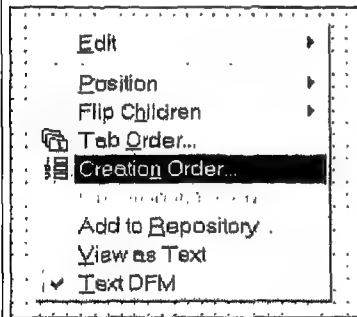 Edit
Position
Flip Children
Tab Order...
Creation Order...
Add to Repository .
View as Text
Text DFM